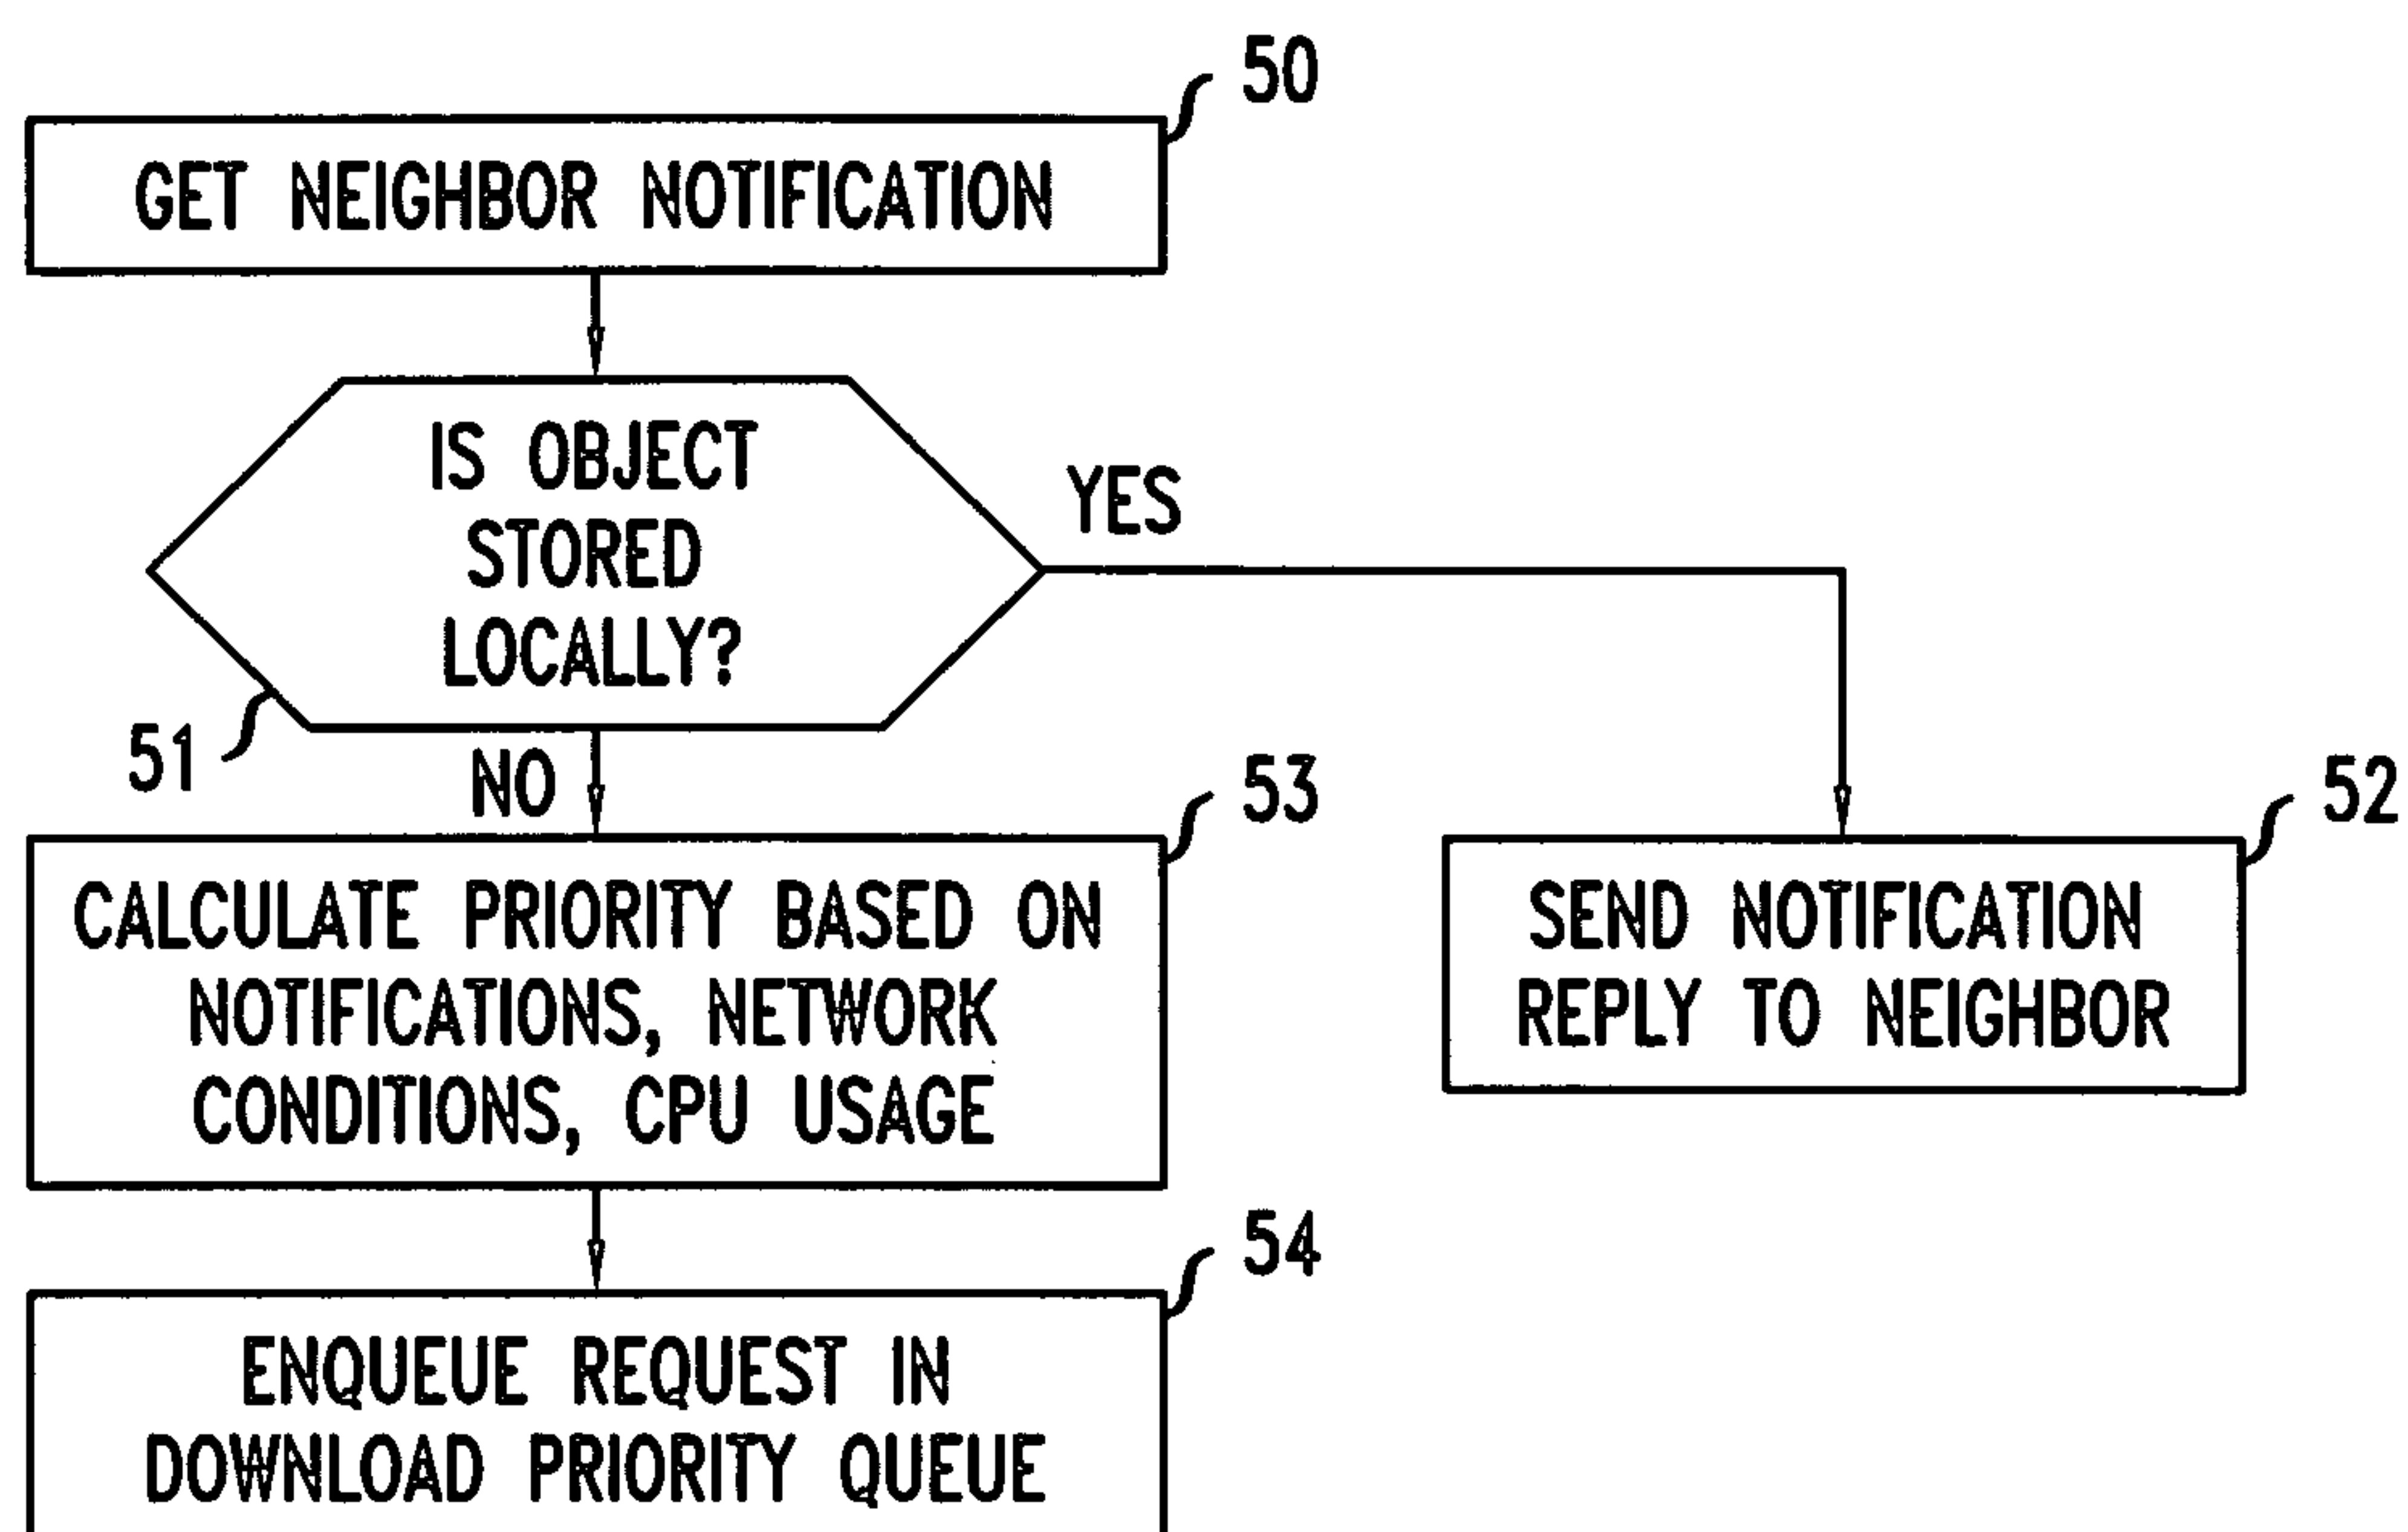 50
GET NEIGHBOR NOTIFICATION
IS OBJECT
STORED
LOCALLY?
YES
51
NO
53
52
CALCULATE PRIORITY BASED ON
NOTIFICATIONS, NETWORK
CONDITIONS, CPU USAGE
SEND NOTIFICATION
REPLY TO NEIGHBOR
54
ENQUEUE REQUEST IN
DOWNLOAD PRIORITY QUEUE